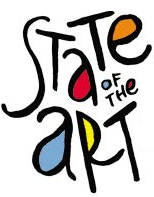 STATE
OF THE
ART